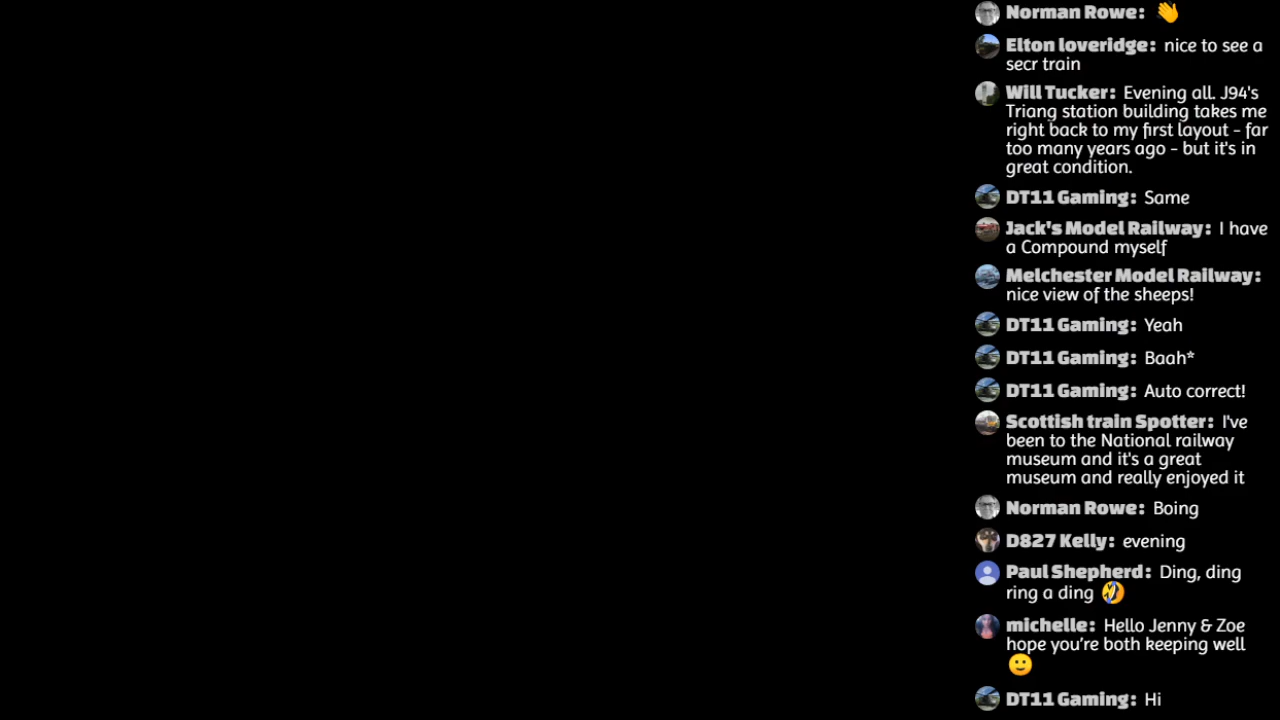 Norman Rowe: 👋
Elton loveridge: nice to see a
secr train
Will Tucker: Evening all. J94's
Triang station building takes me
right back to my first layout - far
too many years ago - but it's in
great condition.
DT11 Gaming: Same
Jack's Model Railway: I have
a Compound myself
Melchester Model Railway:
nice view of the sheeps!
DT11 Gaming: Yeah
DT11 Gaming: Baah*
DT11 Gaming: Auto correct!
Scottish train Spotter: I've
been to the National railway
museum and it's a great
museum and really enjoyed it
Norman Rowe: Boing
D827 Kelly: evening
Paul Shepherd: Ding, ding
ring a ding 🤣
michelle: Hello Jenny & Zoe
hope you're both keeping well
🙂
DT11 Gaming: Hi